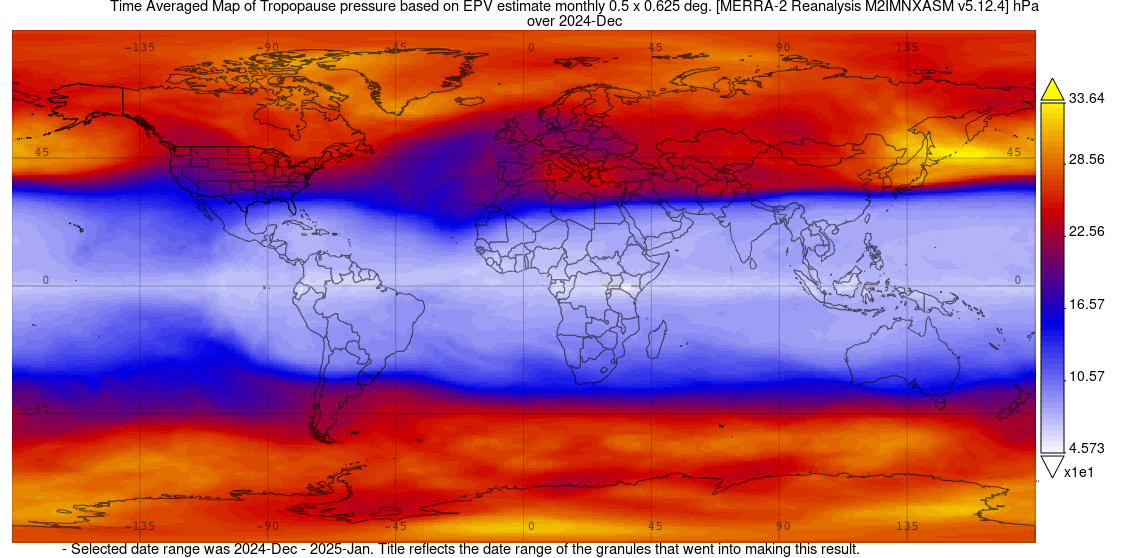 Time Averaged Map of Tropopause pressure based on EPV estimate monthly 0.5 x 0.625 deg. [MERRA-2 Reanalysis M2IMNXASM v5.12.4] hPa
over 2024-Dec
-135 -90 -45 0 45 90 135
33.64
45 45
28.56
22.56
0 0
16.57
10.57
-45
4.573
x1e1
-135 -90 -45 0 45 90 135
- Selected date range was 2024-Dec - 2025-Jan. Title reflects the date range of the granules that went into making this result.